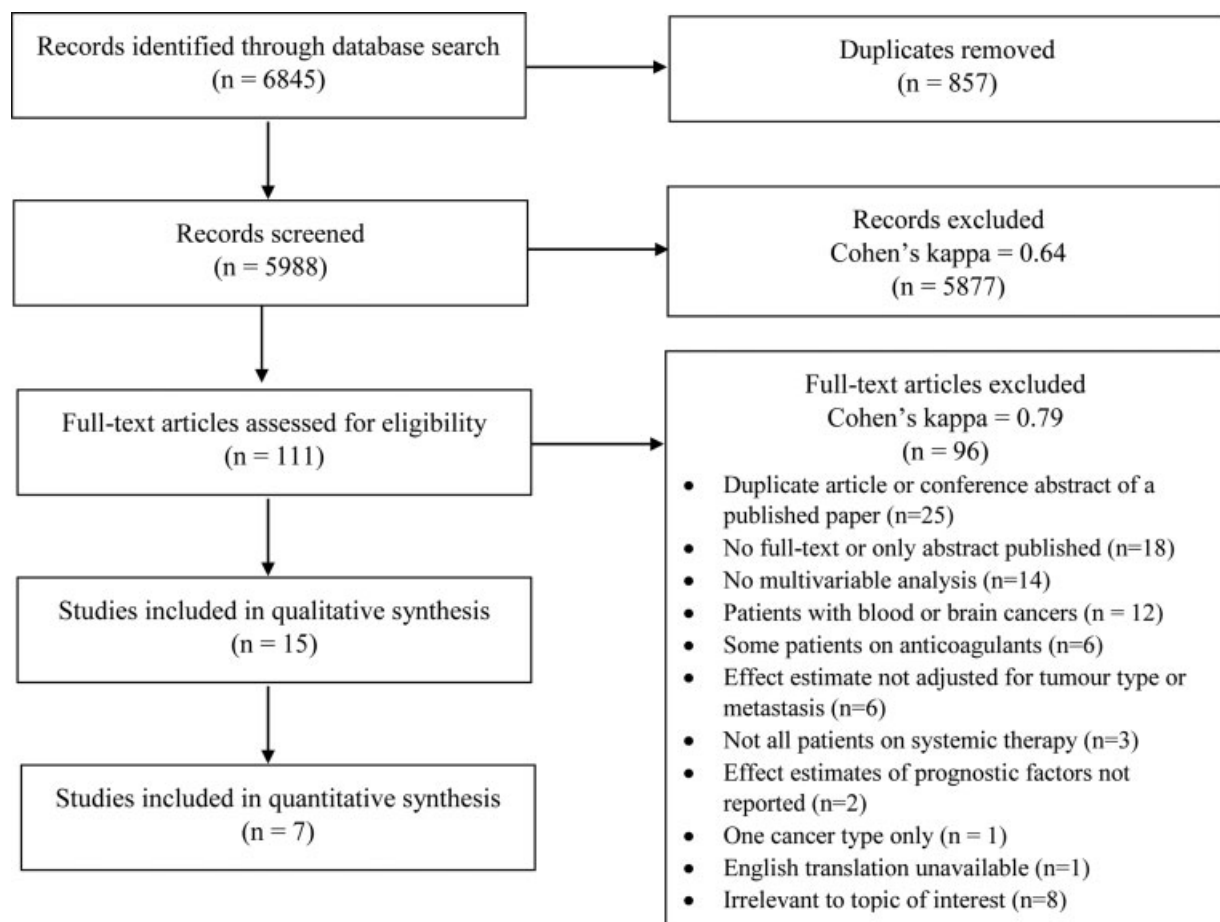 Records identified through database search
(n = 6845)
Duplicates removed
(n = 857)
Records screened
(n = 5988)
Records excluded
Cohen’s kappa = 0.64
(n = 5877)
Full-text articles assessed for eligibility
(n = 111)
Full-text articles excluded
Cohen’s kappa = 0.79
(n = 96)
• Duplicate article or conference abstract of a
published paper (n=25)
• No full-text or only abstract published (n=18)
• No multivariable analysis (n=14)
• Patients with blood or brain cancers (n = 12)
• Some patients on anticoagulants (n=6)
• Effect estimate not adjusted for tumour type or
metastasis (n=6)
• Not all patients on systemic therapy (n=3)
• Effect estimates of prognostic factors not
reported (n=2)
• One cancer type only (n = 1)
• English translation unavailable (n=1)
• Irrelevant to topic of interest (n=8)
Studies included in qualitative synthesis
(n = 15)
Studies included in quantitative synthesis
(n = 7)